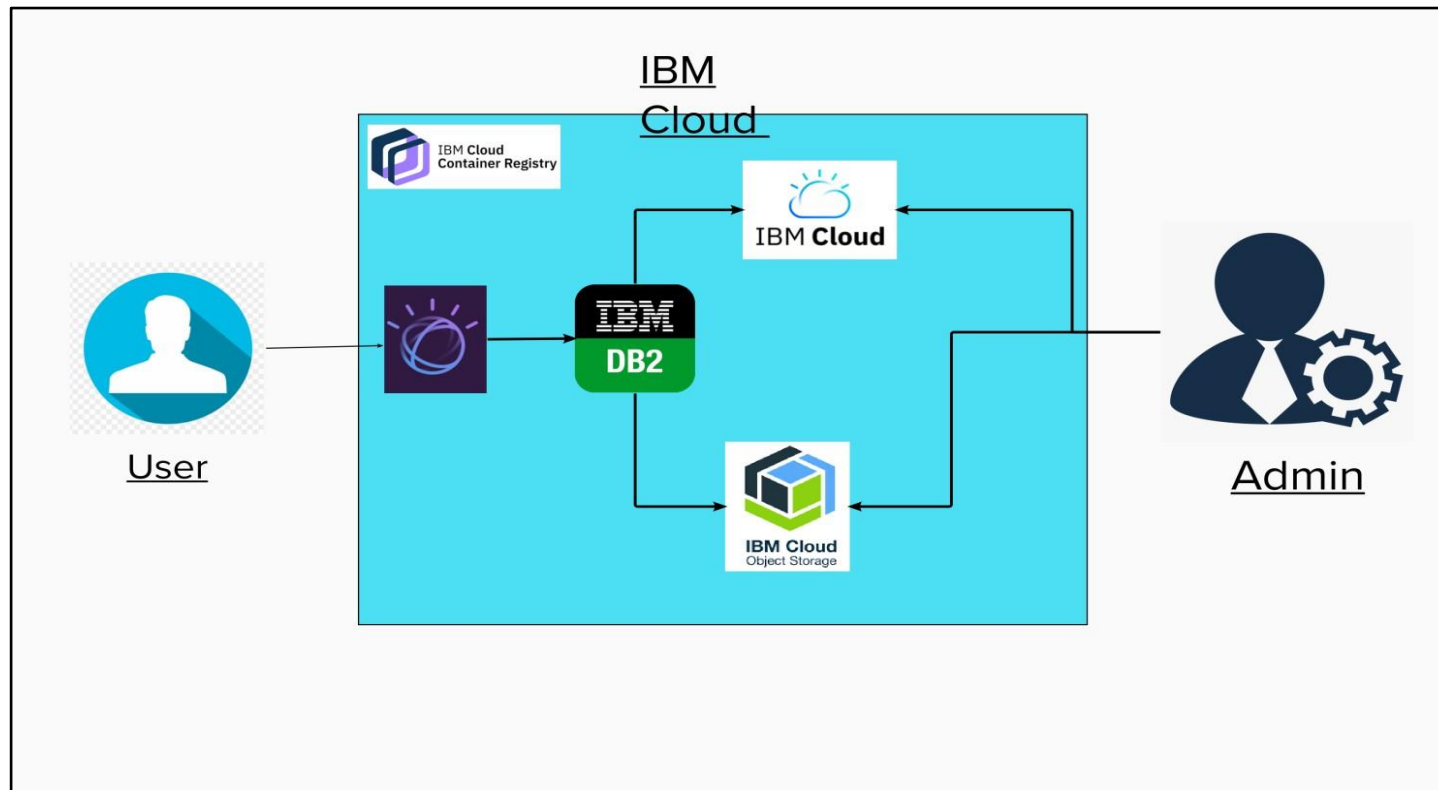 IBM
Cloud
IBM Cloud
Container Registry
IBM Cloud
IBM
DB2
User
IBM Cloud
Object Storage
Admin